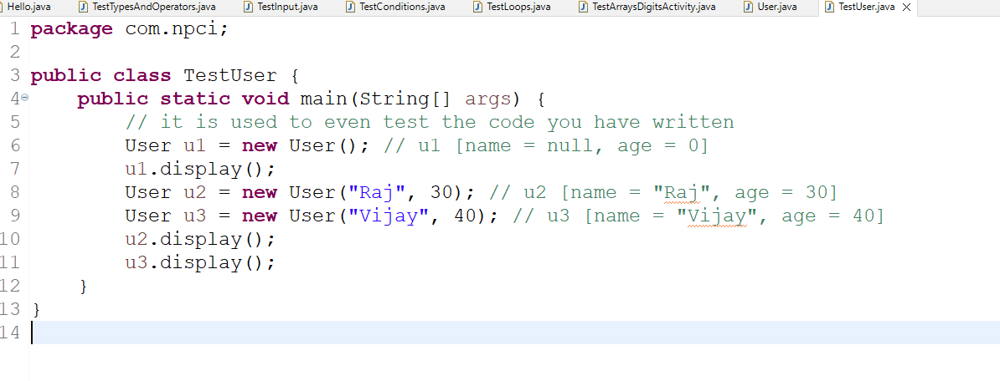 Hello.java TestTypesAndOperators.java TestInput.java TestConditions.java TestLoops.java TestArraysDigitsActivity.java User.java TestUser.java
1 package com.npci;
2
3 public class TestUser {
4 public static void main(String[] args) {
5 // it is used to even test the code you have written
6 User u1 = new User(); // u1 [name = null, age = 0]
7 u1.display();
8 User u2 = new User("Raj", 30); // u2 [name = "Raj", age = 30]
9 User u3 = new User("Vijay", 40); // u3 [name = "Vijay", age = 40]
10 u2.display();
11 u3.display();
12 }
13 }
14